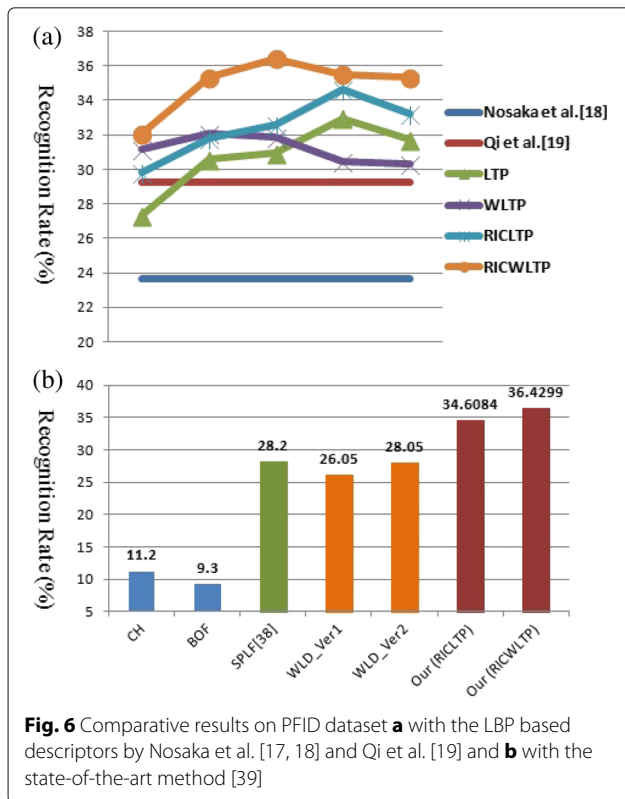 (a)
Recognition Rate (%)
38
36
34
32
30
28
26
24
22
20
Nosaka et al.[18]
Qi et al.[19]
LTP
WLTP
RICLTP
RICWLTP
(b)
Recognition Rate (%)
40
35
30
25
20
15
10
5
11.2
9.3
28.2
26.05
28.05
34.6084
36.4299
CH
BOF
SPLF[38]
WLD_Ver1
WLD_Ver2
Our (RICLTP)
Our (RICWLTP)
Fig. 6 Comparative results on PFID dataset a with the LBP based
descriptors by Nosaka et al. [17, 18] and Qi et al. [19] and b with the
state-of-the-art method [39]